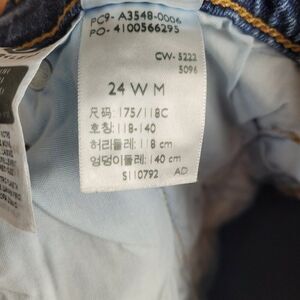 PC9- A3548-0006
PO- 4100566295
CW-5222
5096
24 W M
尺码: 175/118C
호칭: 118-140
허리둘레: 118 cm
엉덩이둘레: 140 cm
S110792 AD